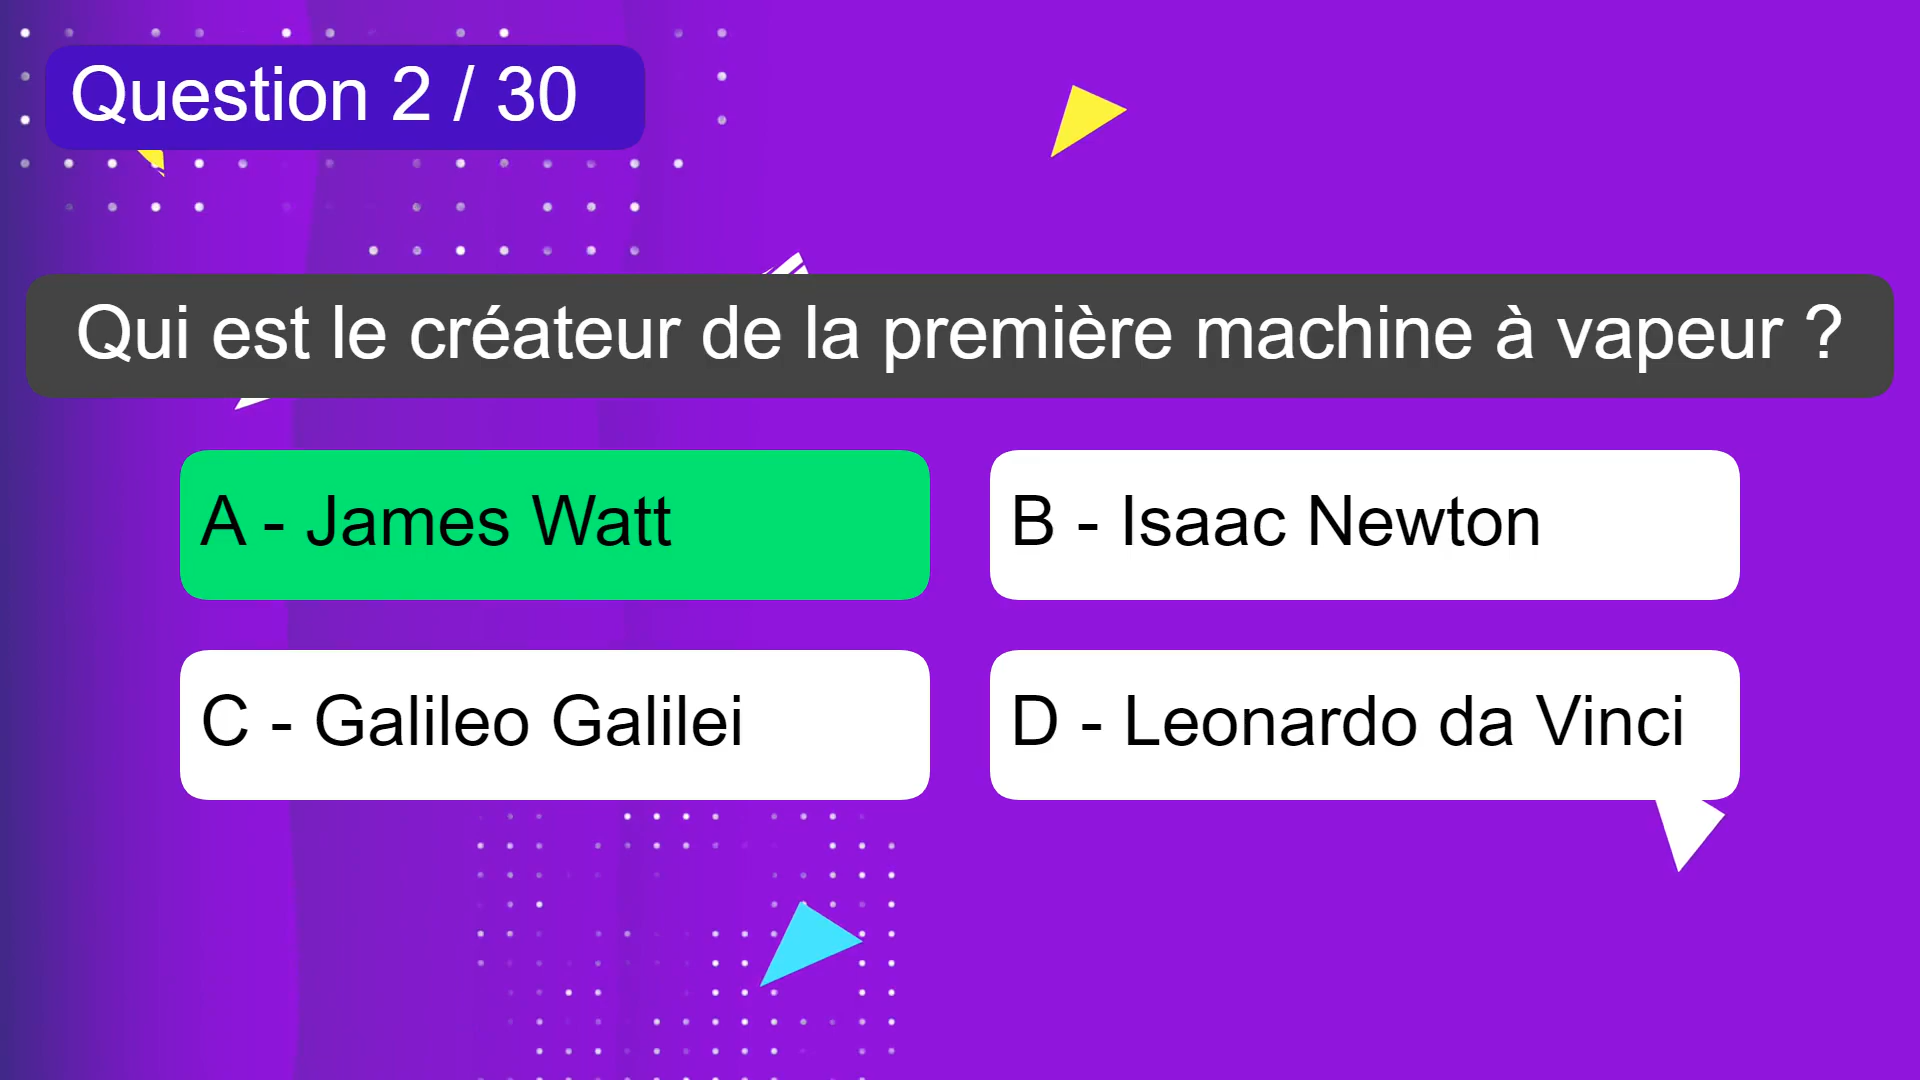 Question 2 / 30
Qui est le créateur de la première machine à vapeur ?
A - James Watt
B - Isaac Newton
C - Galileo Galilei
D - Leonardo da Vinci